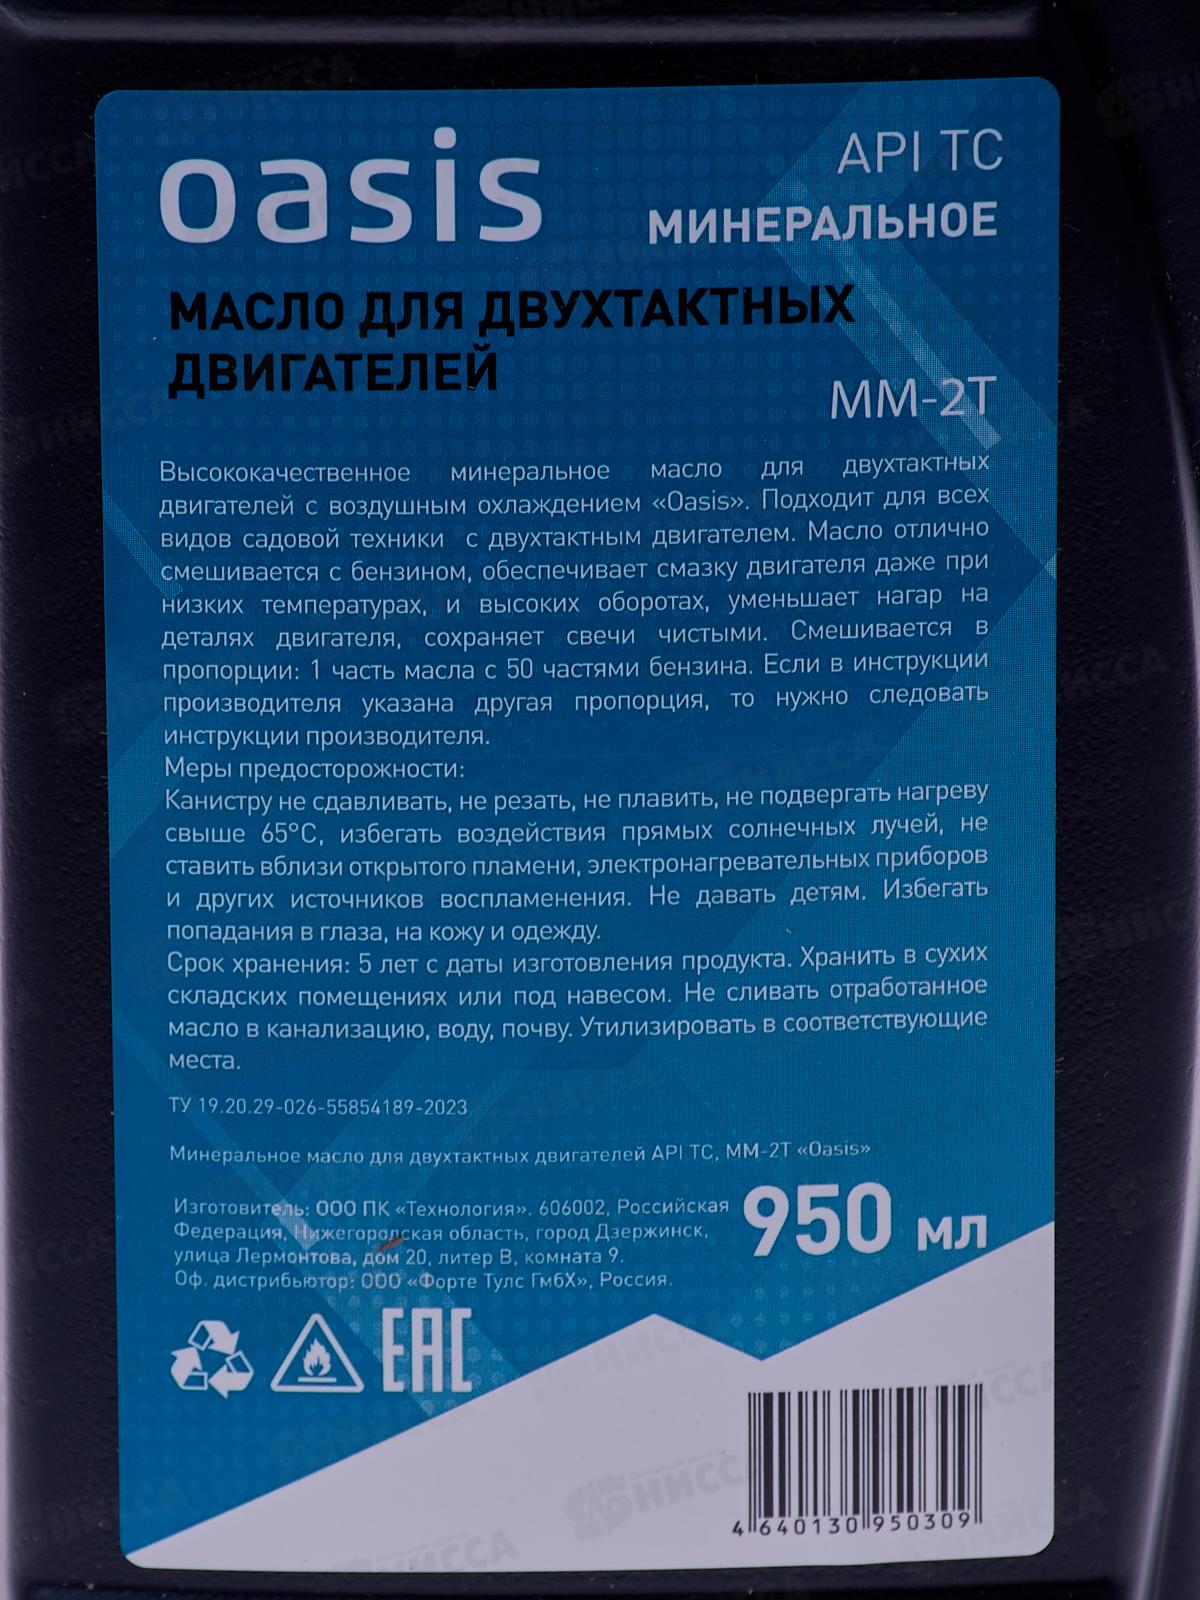 oasis
API TC
МИНЕРАЛЬНОЕ
МАСЛО ДЛЯ ДВУХТАКТНЫХ
ДВИГАТЕЛЕЙ
ММ-2Т
Высококачественное минеральное масло для двухтактных
двигателей с воздушным охлаждением «Oasis». Подходит для всех
видов садовой техники с двухтактным двигателем. Масло отлично
смешивается с бензином, обеспечивает смазку двигателя даже при
низких температурах, и высоких оборотах, уменьшает нагар на
деталях двигателя, сохраняет свечи чистыми. Смешивается в
пропорции: 1 часть масла с 50 частями бензина. Если в инструкции
производителя указана другая пропорция, то нужно следовать
инструкции производителя.
Меры предосторожности:
Канистру не сдавливать, не резать, не плавить, не подвергать нагреву
свыше 65°С, избегать воздействия прямых солнечных лучей, не
ставить вблизи открытого пламени, электронагревательных приборов
и других источников воспламенения. Не давать детям. Избегать
попадания в глаза, на кожу и одежду.
Срок хранения: 5 лет с даты изготовления продукта. Хранить в сухих
складских помещениях или под навесом. Не сливать отработанное
масло в канализацию, воду, почву. Утилизировать в соответствующие
места.
ТУ 19.20.29-026-55854189-2023
Минеральное масло для двухтактных двигателей API TC, ММ-2Т «Oasis»
Изготовитель: ООО ПК «Технология». 606002, Российская
Федерация, Нижегородская область, город Дзержинск,
улица Лермонтова, дом 20, литер В, комната 9.
Оф. дистрибьютор: ООО «Форте Тулс ГмбХ», Россия.
950 мл
ЕАС
4 640130 950309